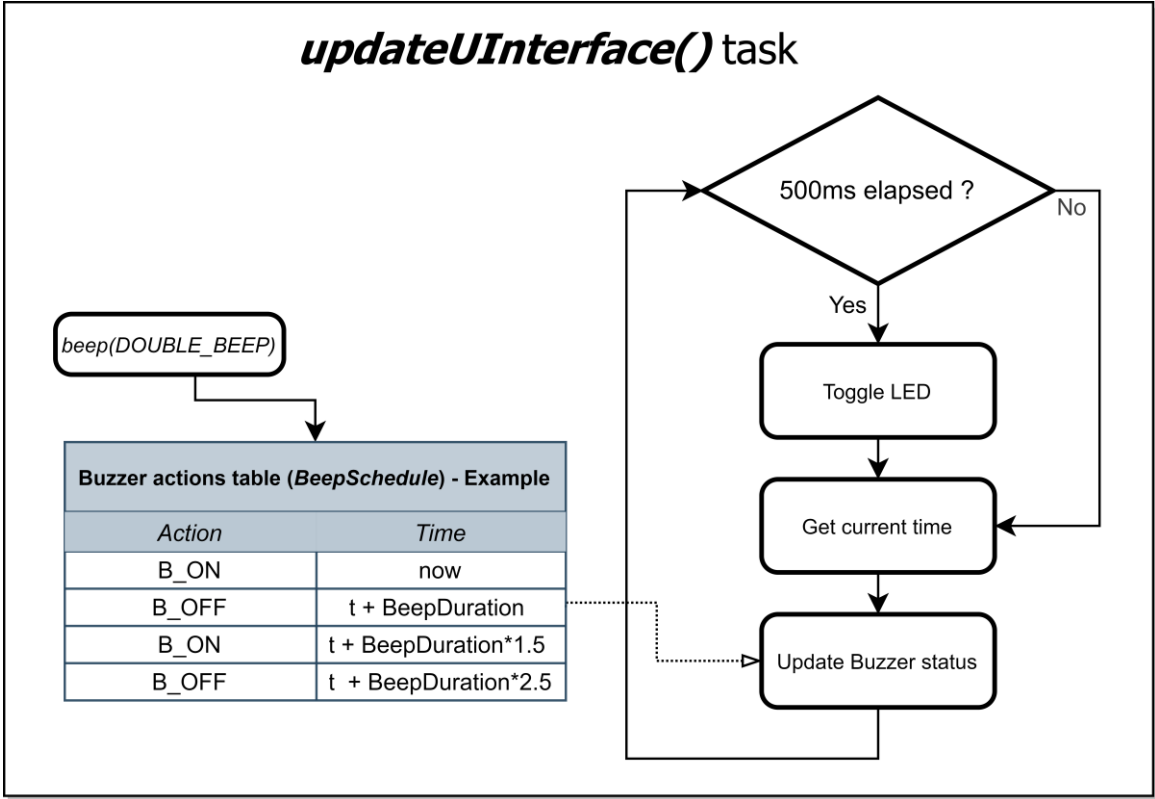 updateUInterface() task
500ms elapsed ?
No
Yes
beep(DOUBLE_BEEP)
Toggle LED
Buzzer actions table (BeepSchedule) - Example
Action Time
B_ON now
B_OFF t + BeepDuration
B_ON t + BeepDuration*1.5
B_OFF t + BeepDuration*2.5
Get current time
Update Buzzer status